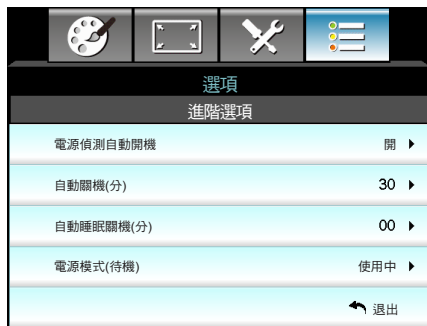 選項
進階選項
電源偵測自動開機 開
自動關機(分) 30
自動睡眠關機(分) 00
電源模式(待機) 使用中
退出